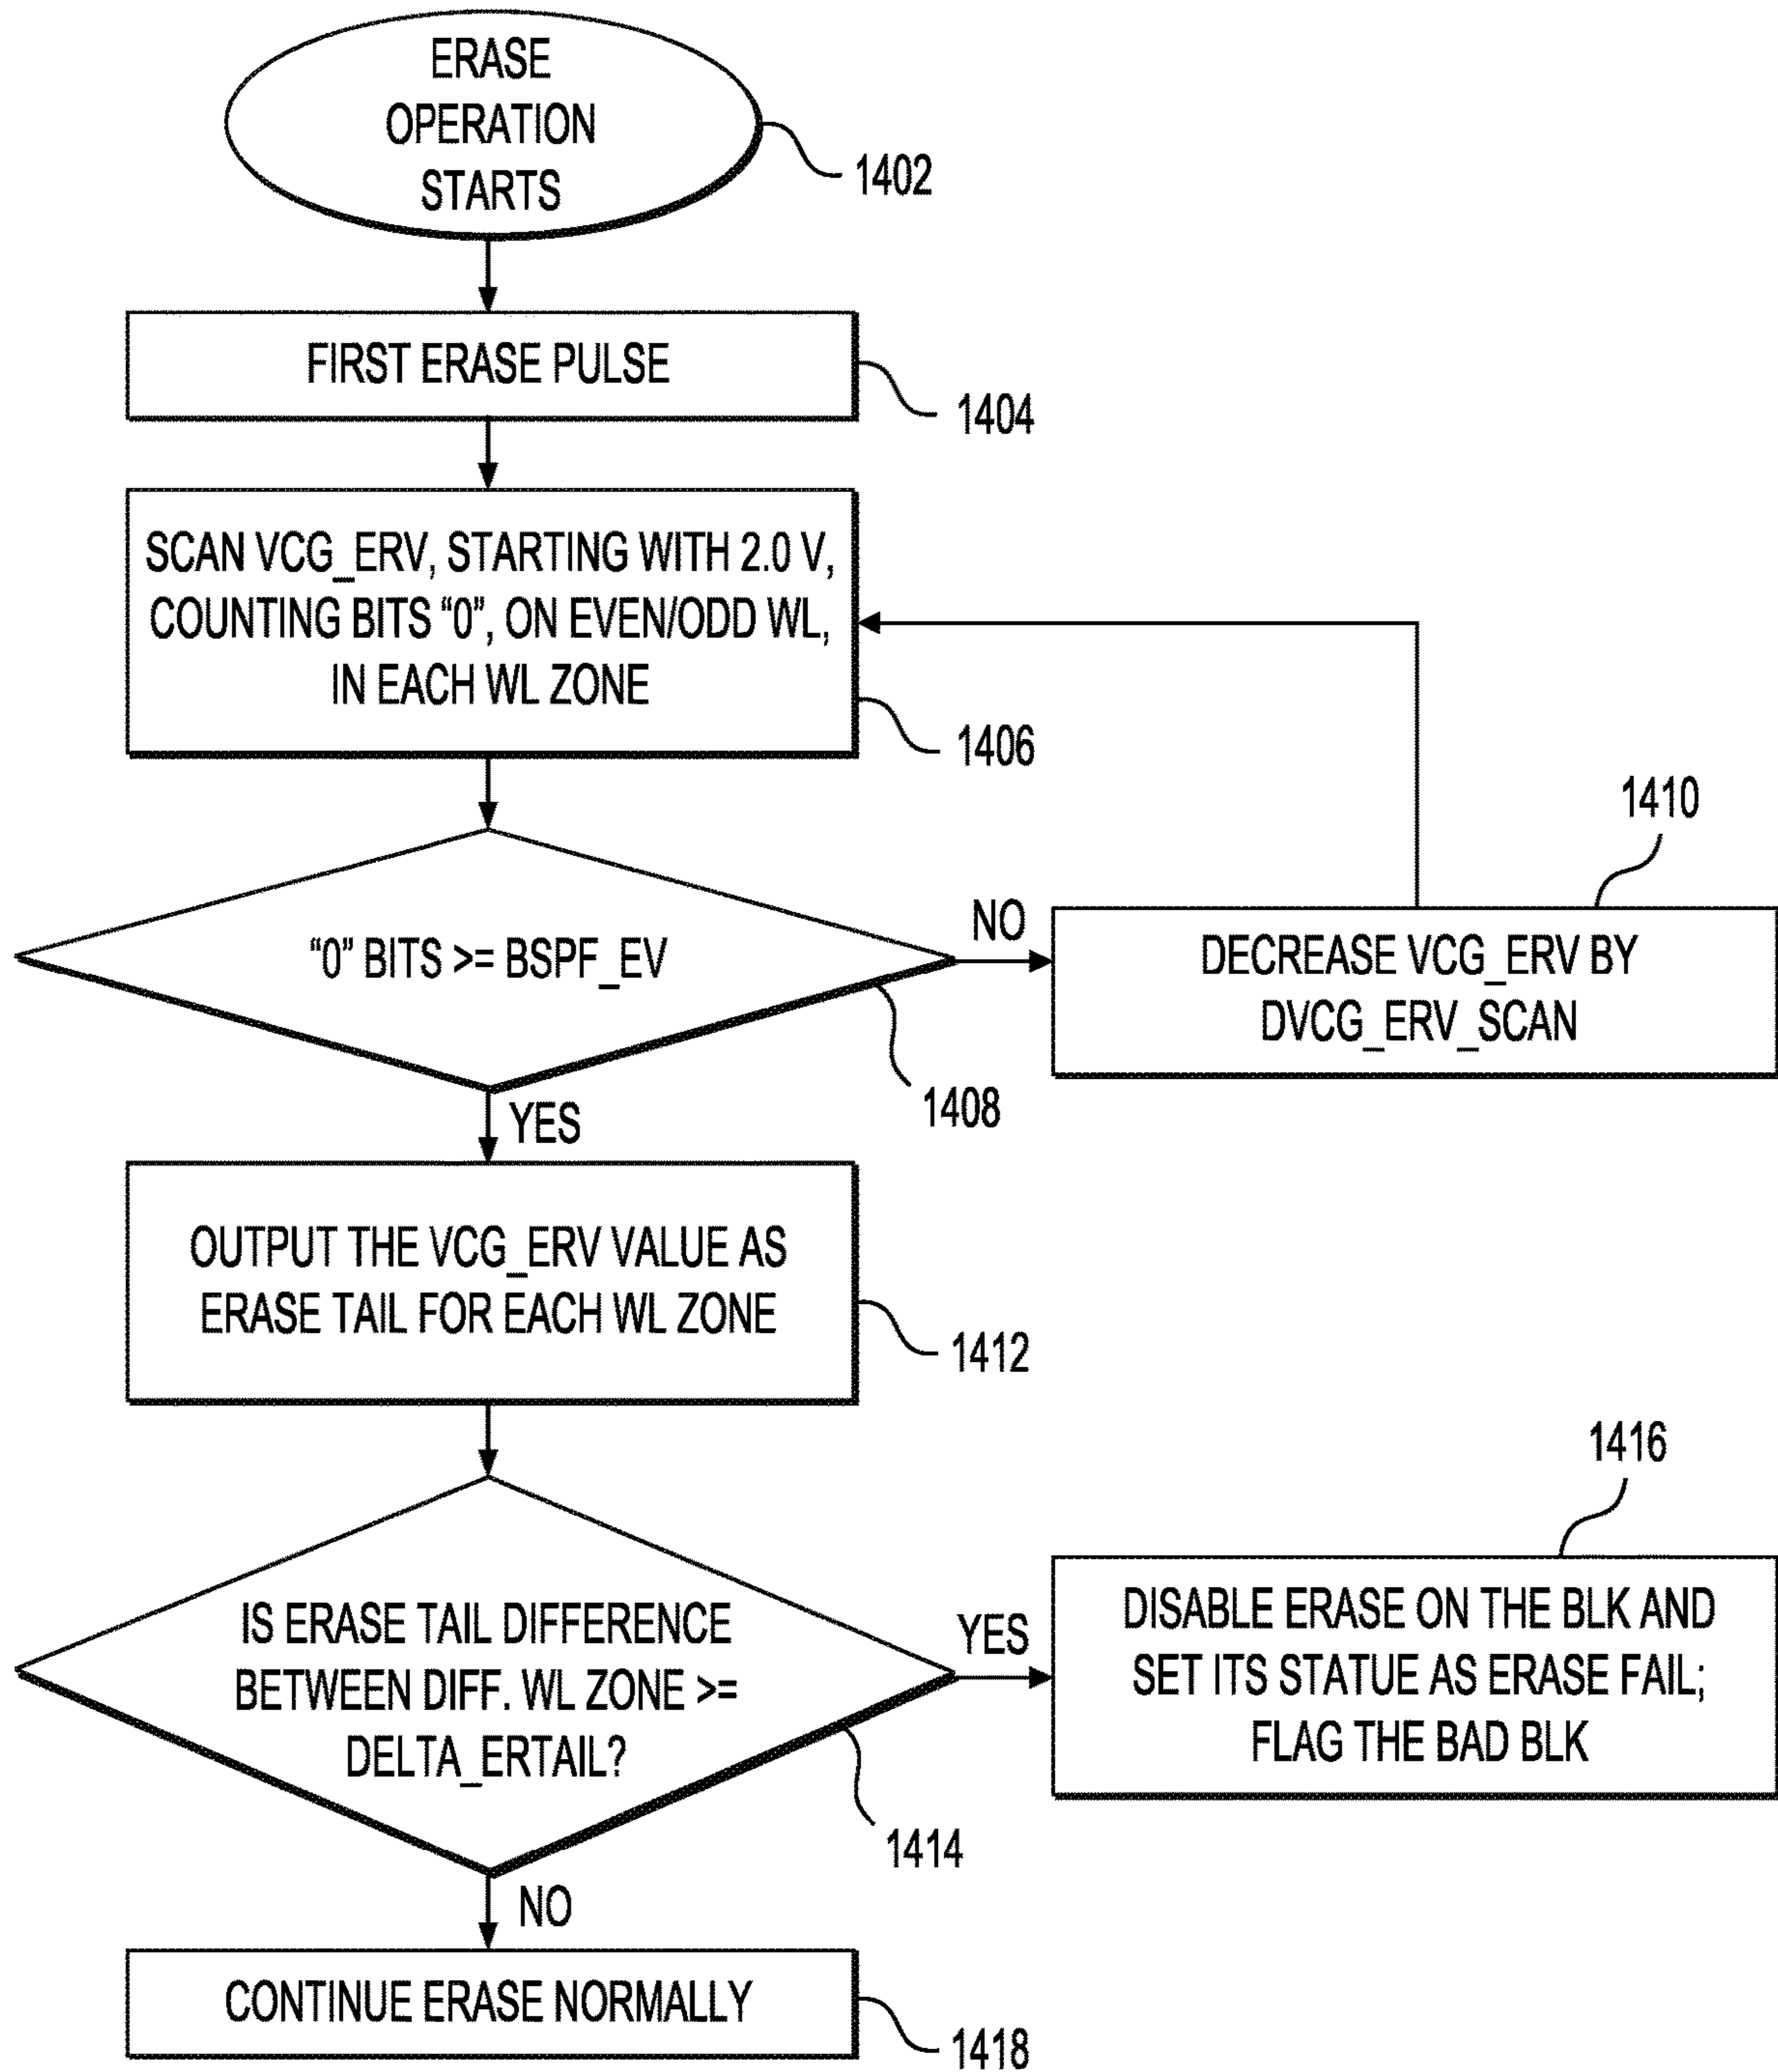 ERASE
OPERATION
STARTS
1402
FIRST ERASE PULSE
1404
SCAN VCG_ERV, STARTING WITH 2.0 V,
COUNTING BITS “0”, ON EVEN/ODD WL,
IN EACH WL ZONE
1406
“0” BITS >= BSPF_EV
1408
NO
1410
DECREASE VCG_ERV BY
DVCG_ERV_SCAN
YES
OUTPUT THE VCG_ERV VALUE AS
ERASE TAIL FOR EACH WL ZONE
1412
IS ERASE TAIL DIFFERENCE
BETWEEN DIFF. WL ZONE >=
DELTA_ERTAIL?
1414
YES
1416
DISABLE ERASE ON THE BLK AND
SET ITS STATUE AS ERASE FAIL;
FLAG THE BAD BLK
NO
CONTINUE ERASE NORMALLY
1418